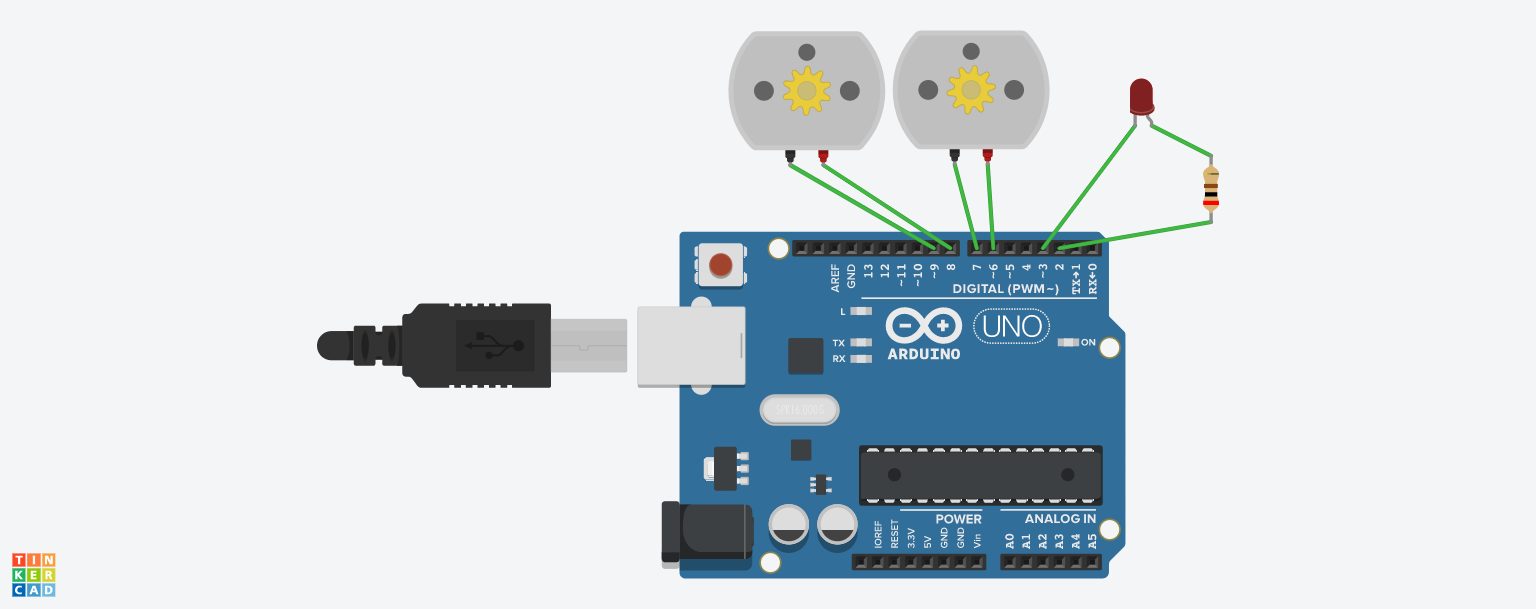 AREF
GND
13
12
~11
~10
~9
8
7
~6
~5
4
~3
2
TX→1
RX←0
DIGITAL (PWM~)
L
TX
RX
UNO
ARDUINO
ON
SPK16.000G
POWER
ANALOG IN
IOREF
RESET
3.3V
5V
GND
GND
Vin
A0
A1
A2
A3
A4
A5
TIN
KER
CAD